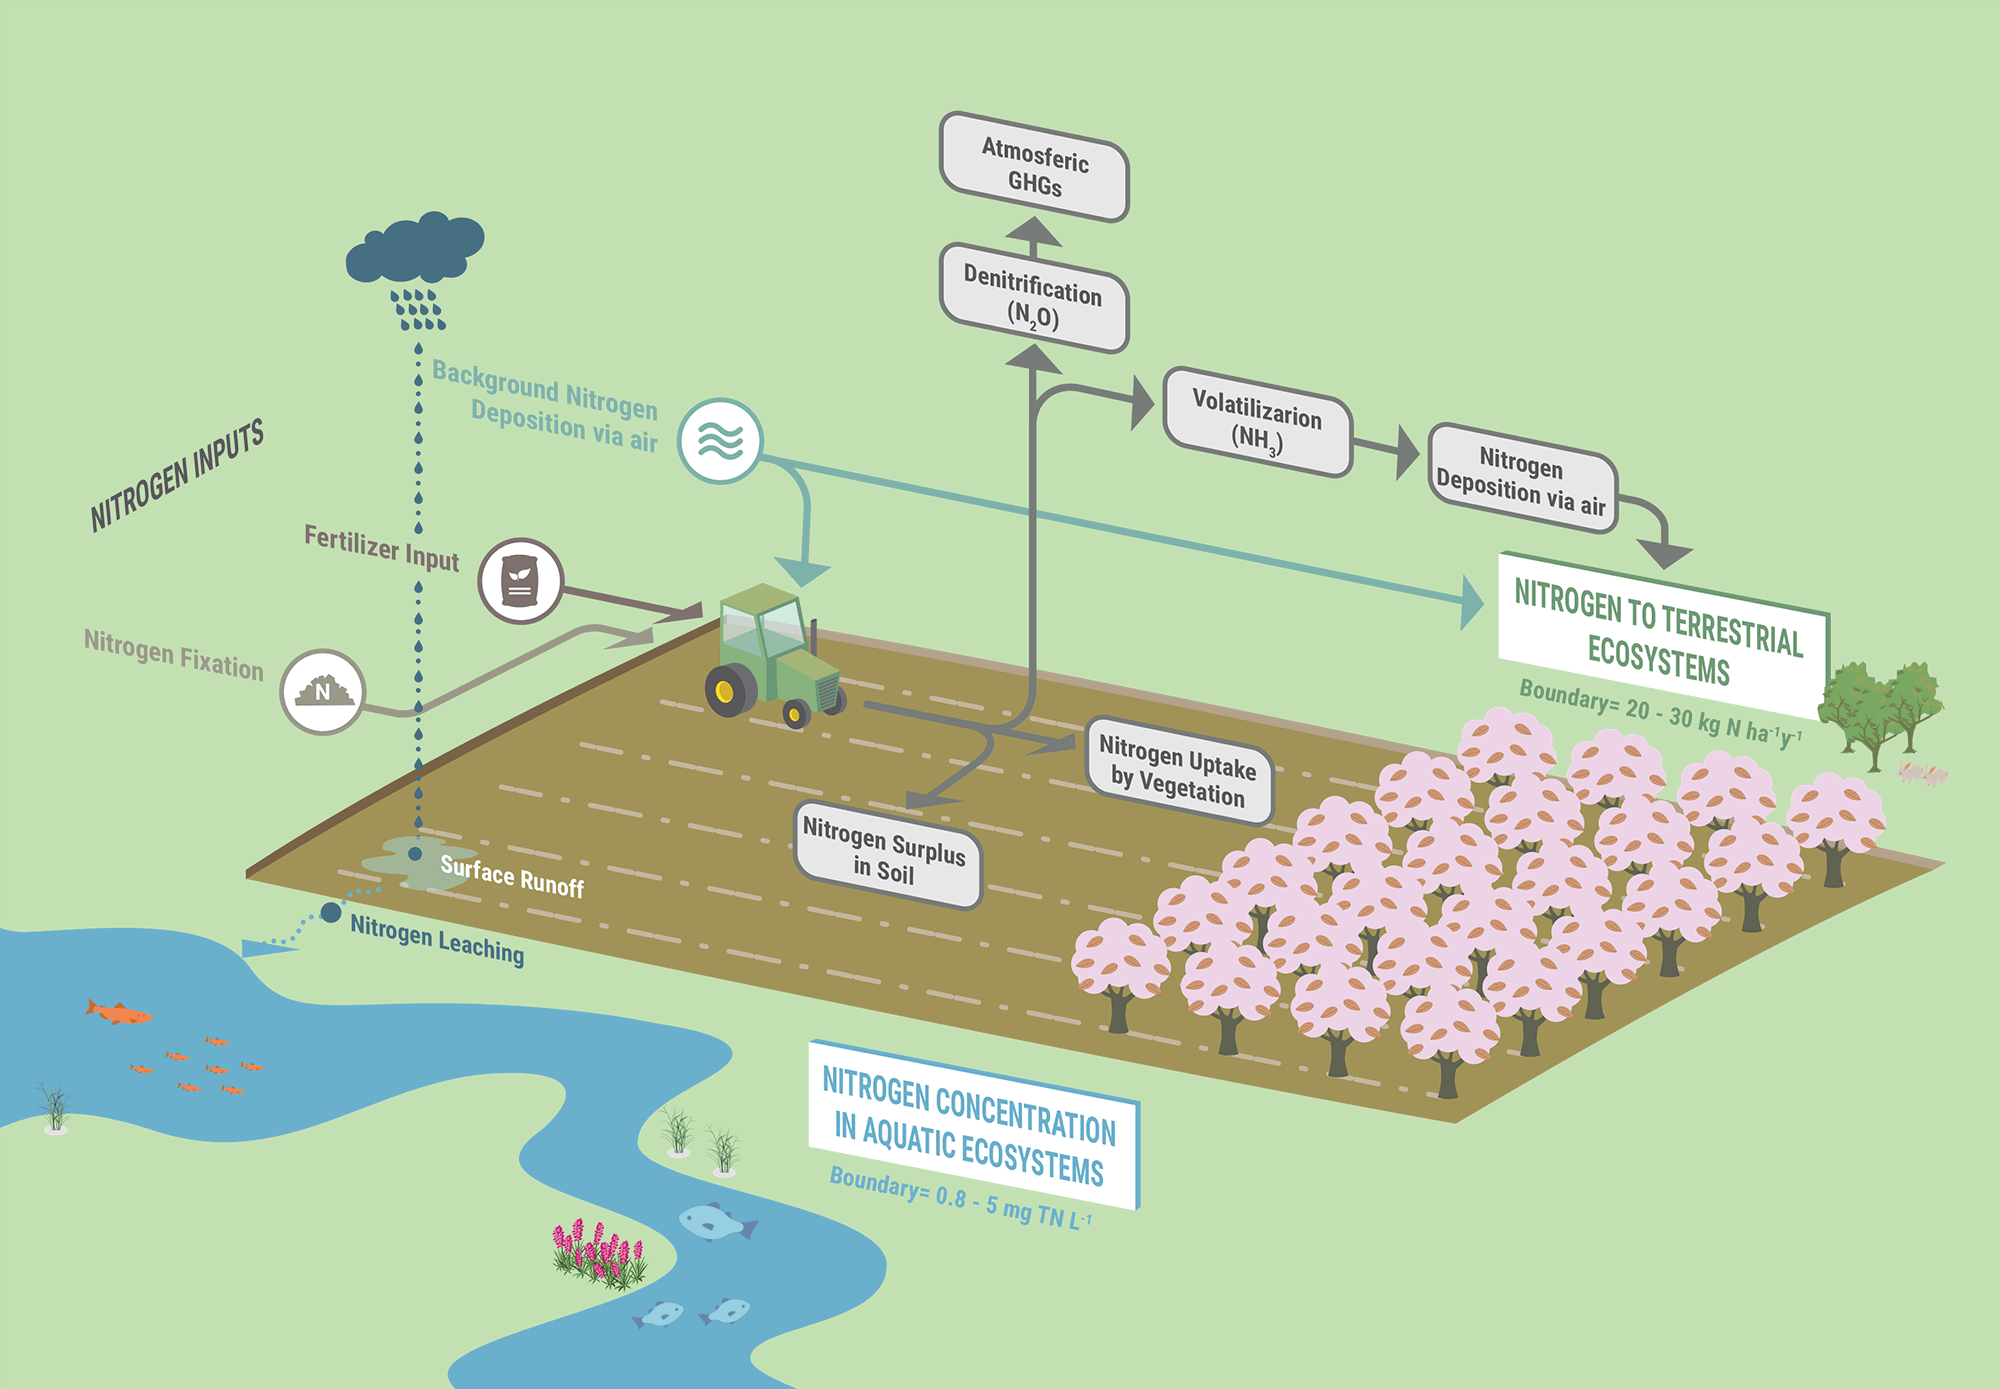 Atmosferic
GHGs
Denitrification
(N₂O)
Background Nitrogen
Deposition via air
Volatilizarion
(NH₃)
Nitrogen
Deposition via air
NITROGEN INPUTS
Fertilizer Input
Nitrogen Fixation
N
NITROGEN TO TERRESTRIAL
ECOSYSTEMS
Boundary= 20 - 30 kg N ha⁻¹y⁻¹
Nitrogen Uptake
by Vegetation
Nitrogen Surplus
in Soil
Surface Runoff
Nitrogen Leaching
NITROGEN CONCENTRATION
IN AQUATIC ECOSYSTEMS
Boundary= 0.8 - 5 mg TN L⁻¹